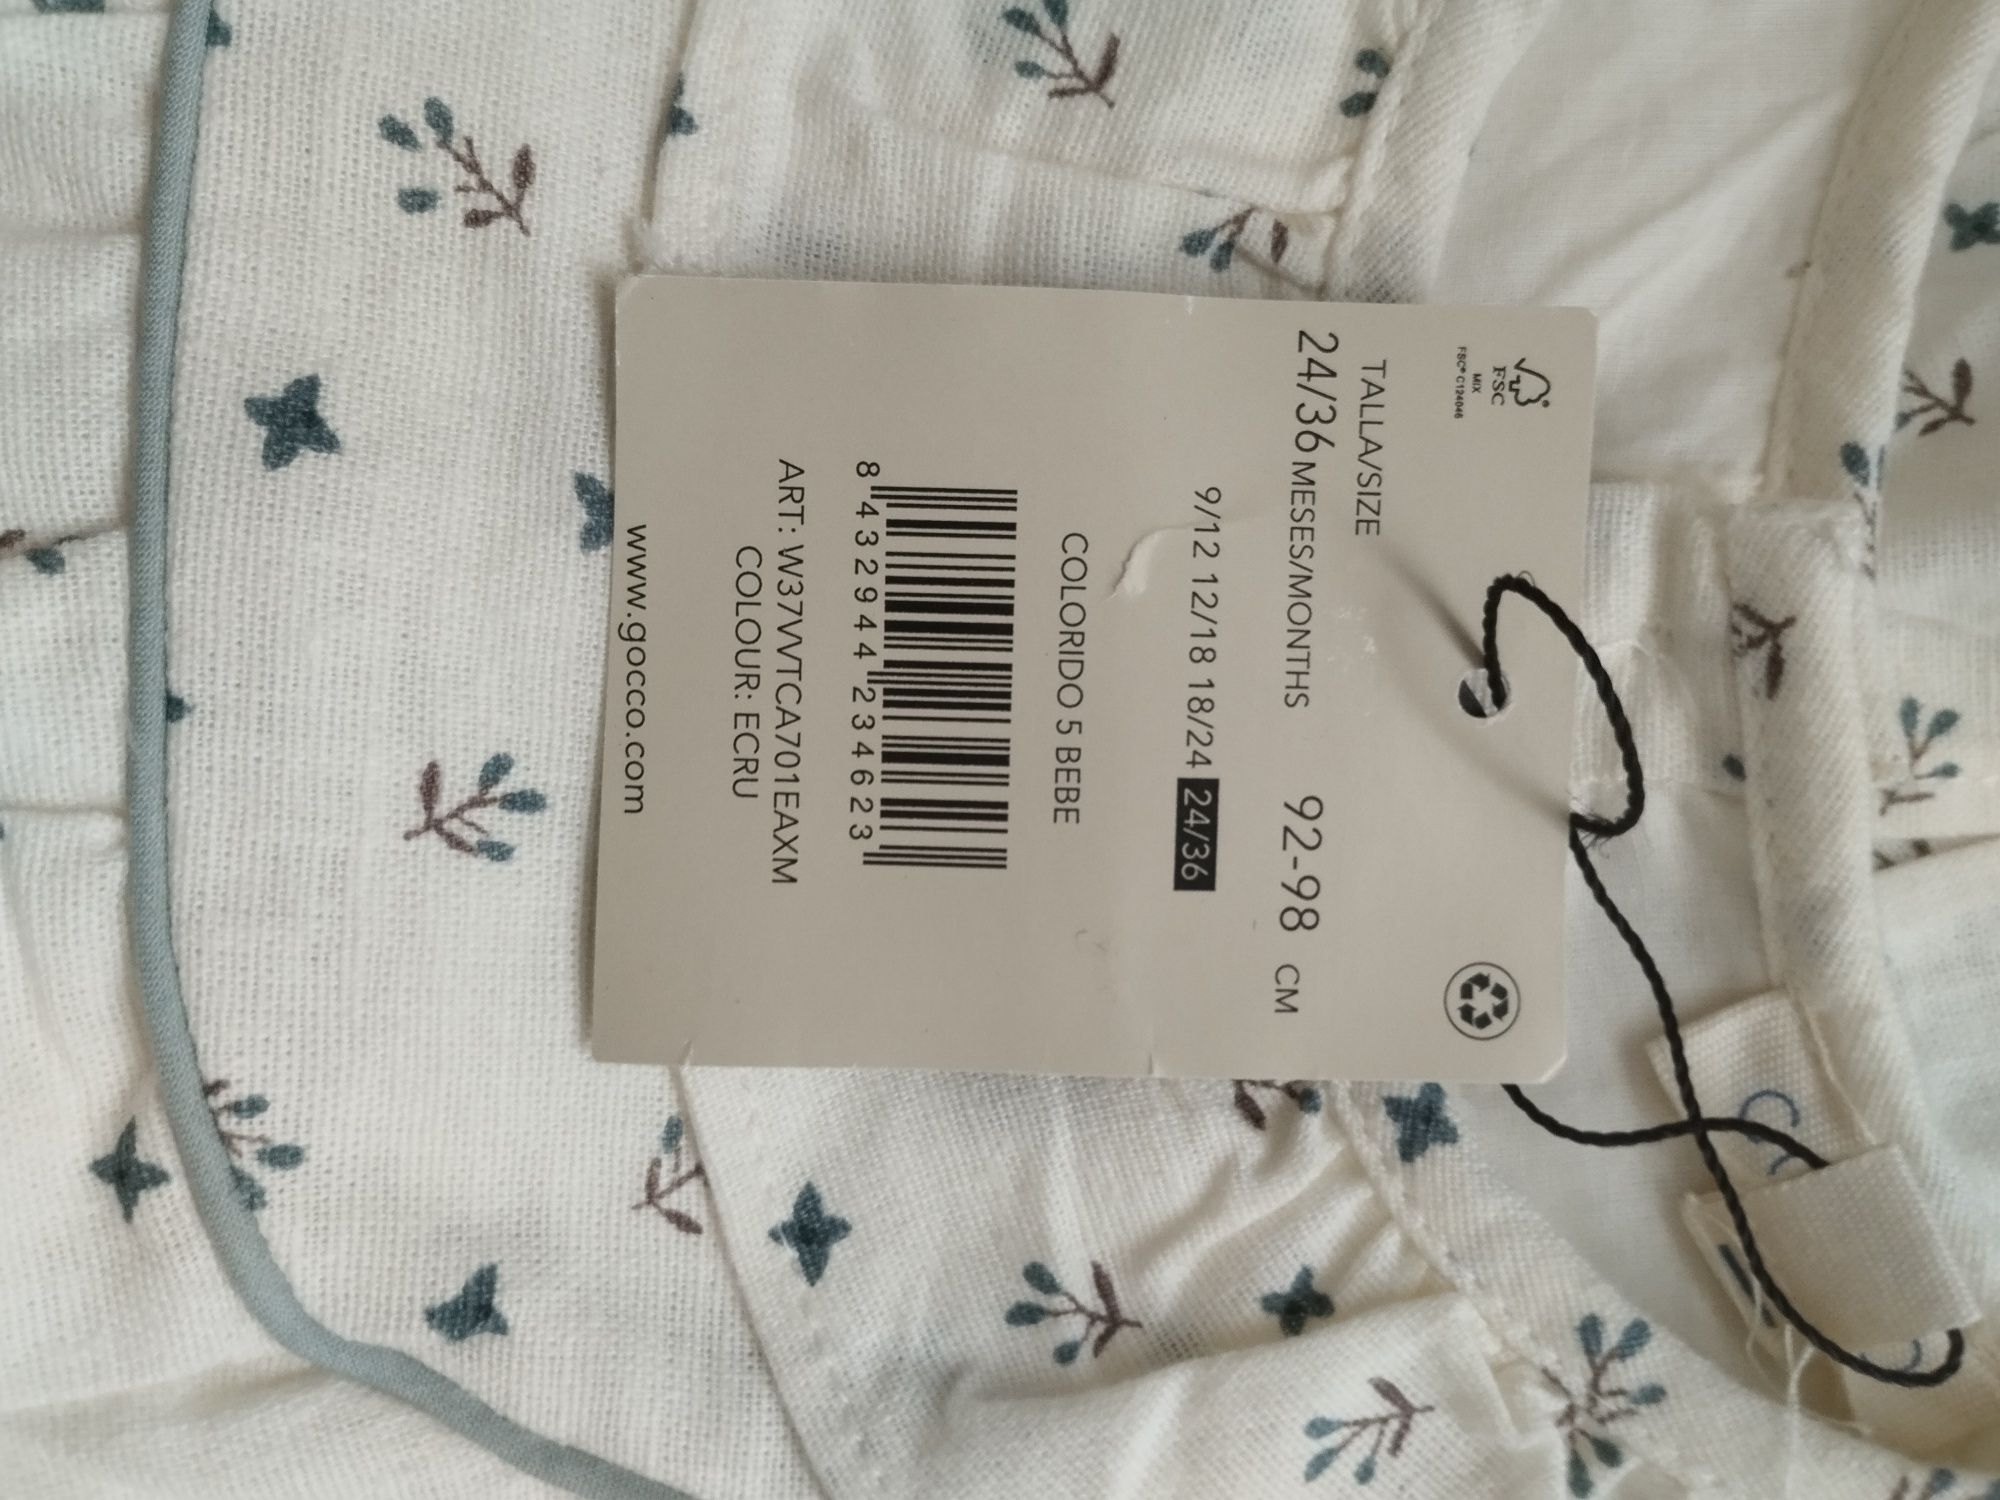 FSC
MIX
FSC® C124046
TALLA/SIZE
24/36 MESES/MONTHS 92-98 CM
9/12 12/18 18/24 24/36
COLORIDO 5 BEBE
8 432944 234623
ART: W37VVTCA701EAXM
COLOUR: ECRU
www.gocco.com